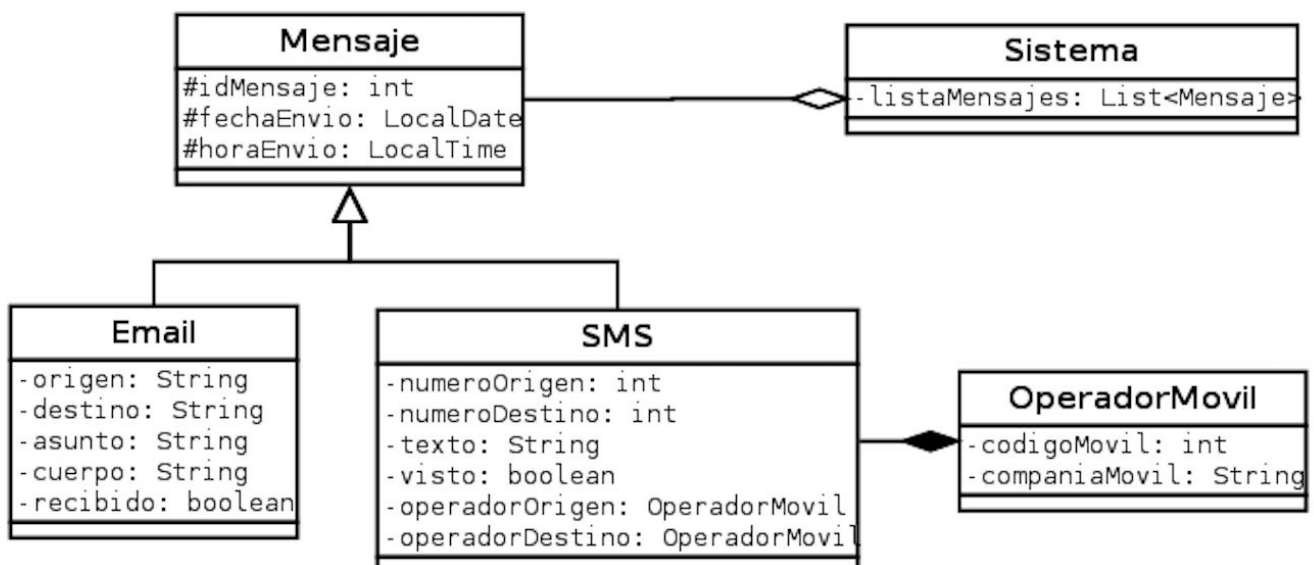 Mensaje
#idMensaje: int
#fechaEnvio: LocalDate
#horaEnvio: LocalTime
Sistema
-listaMensajes: List<Mensaje>
Email
-origen: String
-destino: String
-asunto: String
-cuerpo: String
-recibido: boolean
SMS
-numeroOrigen: int
-numeroDestino: int
-texto: String
-visto: boolean
-operadorOrigen: OperadorMovil
-operadorDestino: OperadorMovil
OperadorMovil
-codigoMovil: int
-companiaMovil: String